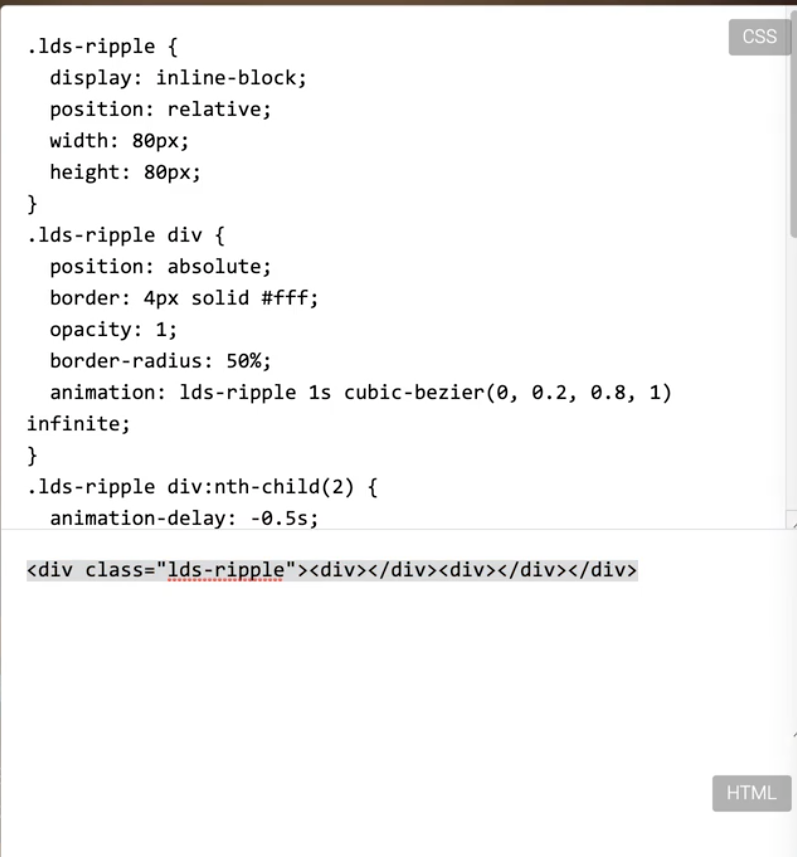 CSS
.lds-ripple {
  display: inline-block;
  position: relative;
  width: 80px;
  height: 80px;
}
.lds-ripple div {
  position: absolute;
  border: 4px solid #fff;
  opacity: 1;
  border-radius: 50%;
  animation: lds-ripple 1s cubic-bezier(0, 0.2, 0.8, 1)
infinite;
}
.lds-ripple div:nth-child(2) {
  animation-delay: -0.5s;
<div class="lds-ripple"><div></div><div></div></div>
HTML